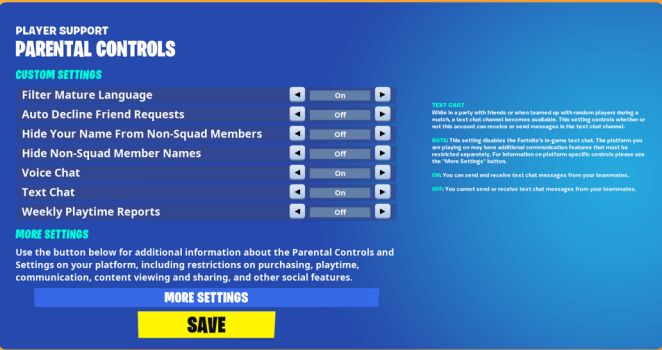 PLAYER SUPPORT
PARENTAL CONTROLS
CUSTOM SETTINGS
Filter Mature Language On
Auto Decline Friend Requests Off
Hide Your Name From Non-Squad Members Off
Hide Non-Squad Member Names Off
Voice Chat On
Text Chat On
Weekly Playtime Reports Off
MORE SETTINGS
Use the button below for additional information about the Parental Controls and
Settings on your platform, including restrictions on purchasing, playtime,
communication, content viewing and sharing, and other social features.
MORE SETTINGS
SAVE
TEXT CHAT
While in a party with friends or when teamed up with random players during a
match, a text chat channel becomes available. This setting controls whether or
not this account can receive or send messages in the text chat channel.
NOTE: This setting disables the Fortnite's in-game text chat. The platform you
are playing on may have additional communication features that must be
restricted separately. For information on platform specific controls please use
the "More Settings" button.
ON: You can send and receive text chat messages from your teammates.
OFF: You cannot send or receive text chat messages from your teammates.